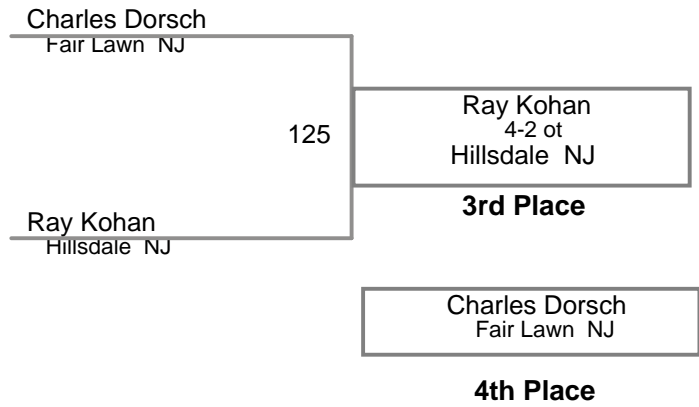 Charles Dorsch
Fair Lawn NJ
125
Ray Kohan
4-2 ot
Hillsdale NJ
3rd Place
Ray Kohan
Hillsdale NJ
Charles Dorsch
Fair Lawn NJ
4th Place